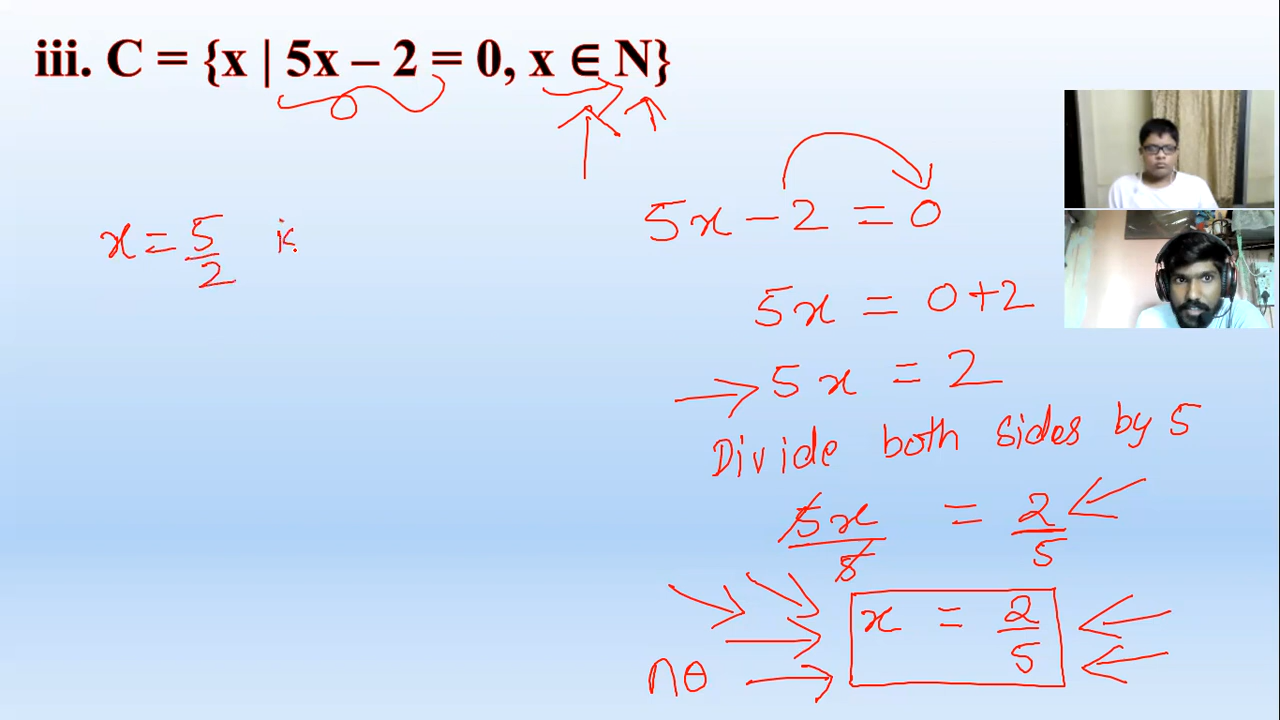 iii. C = {x | 5x – 2 = 0, x ∈ N}
x = 5/2 is
5x − 2 = 0
5x = 0 + 2
5x = 2
Divide both sides by 5
5x/5 = 2/5
x = 2/5
no